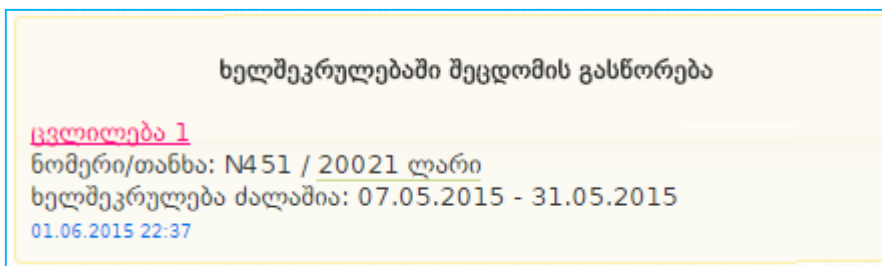 ხელშეკრულებაში შეცდომის გასწორება
ცვლილება 1
ნომერი/თანხა: N451 / 20021 ლარი
ხელშეკრულება ძალაშია: 07.05.2015 - 31.05.2015
01.06.2015 22:37